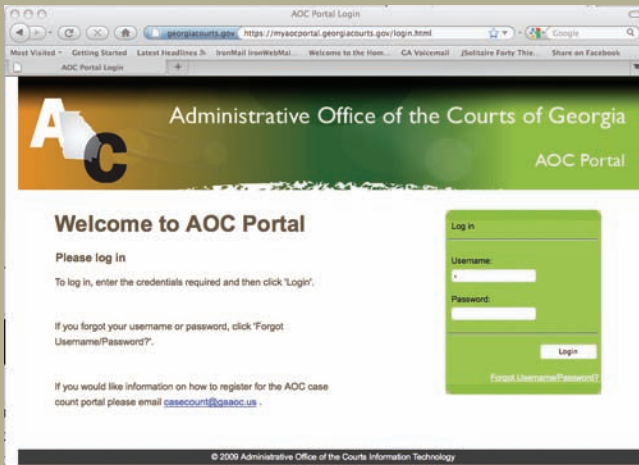 AOC Portal Login
georgiacourts.gov https://myaocportal.georgiacourts.gov/login.html
Google
Most Visited Getting Started Latest Headlines IronMail IronWebMai... Welcome to the Hom... GA Voicemail JSolitaire Forty Thie... Share on Facebook
AOC Portal Login +
AOC
Administrative Office of the Courts of Georgia
AOC Portal
Welcome to AOC Portal
Please log in
To log in, enter the credentials required and then click 'Login'.
If you forgot your username or password, click 'Forgot
Username/Password?'.
If you would like information on how to register for the AOC case
count portal please email casecount@gaaoc.us .
Log in
Username:
Password:
Login
Forgot Username/Password?
© 2009 Administrative Office of the Courts Information Technology